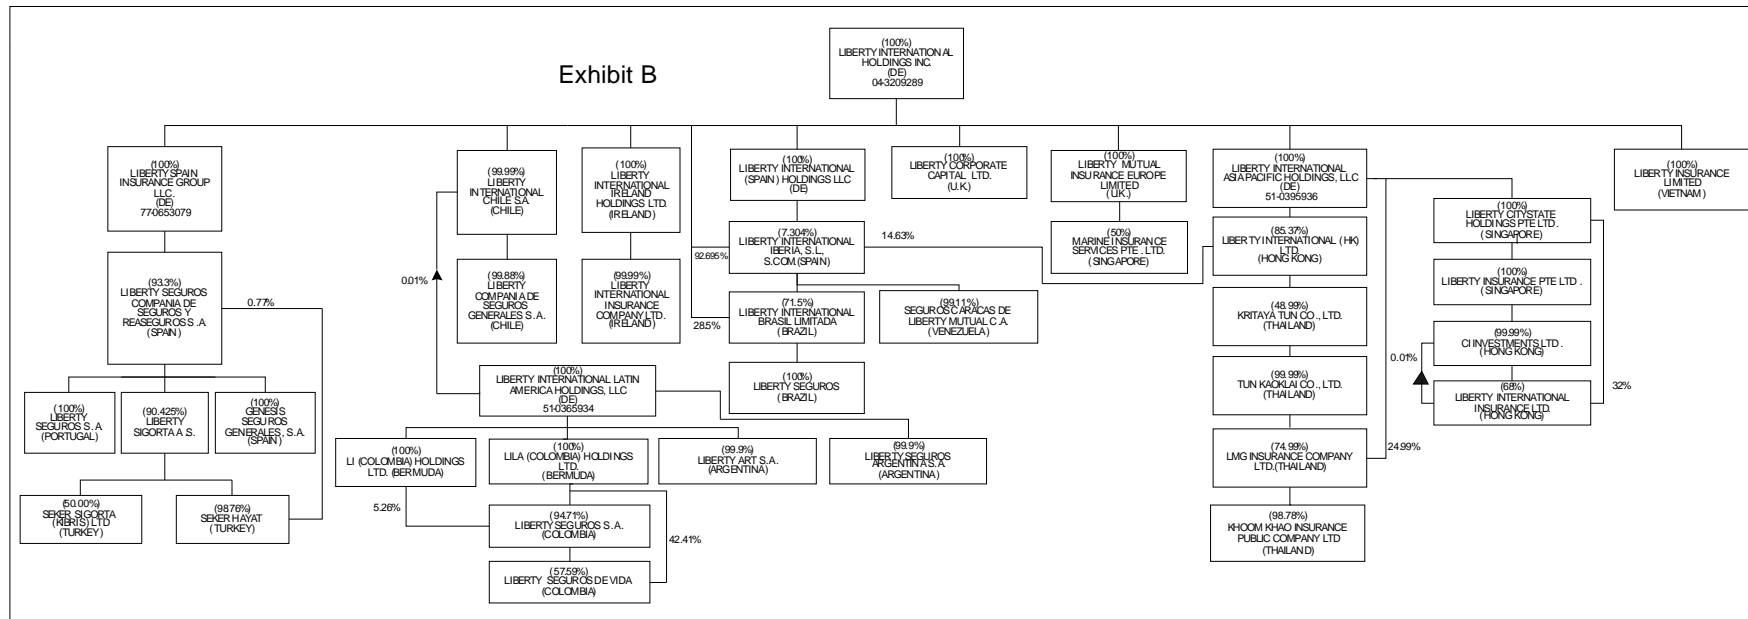 Exhibit B
(100%)
LIBERTY INTERNATIONAL
HOLDINGS INC.
(DE)
04-3209289
(100%)
LIBERTY SPAIN
INSURANCE GROUP
LLC.
(DE)
77-0653079
(99.99%)
LIBERTY
INTERNATIONAL
CHILE S.A.
(CHILE)
(100%)
LIBERTY
INTERNATIONAL
IRELAND
HOLDINGS LTD.
(IRELAND)
(100%)
LIBERTY INTERNATIONAL
(SPAIN) HOLDINGS LLC
(DE)
(100%)
LIBERTY CORPORATE
CAPITAL LTD.
(U.K.)
(100%)
LIBERTY MUTUAL
INSURANCE EUROPE
LIMITED
(U.K.)
(100%)
LIBERTY INTERNATIONAL
ASIA PACIFIC HOLDINGS, LLC
(DE)
51-0395936
(100%)
LIBERTY INSURANCE
LIMITED
(VIETNAM)
(100%)
LIBERTY CITYSTATE
HOLDINGS PTE LTD.
(SINGAPORE)
(93.3%)
LIBERTY SEGUROS
COMPANIA DE
SEGUROS Y
REASEGUROS S.A
(SPAIN)
0.77%
0.01%
(99.88%)
LIBERTY
COMPANIA DE
SEGUROS
GENERALES S.A.
(CHILE)
(99.99%)
LIBERTY
INTERNATIONAL
INSURANCE
COMPANY LTD.
(IRELAND)
92.695%
(7.304%)
LIBERTY INTERNATIONAL
IBERIA, S.L,
S.COM.(SPAIN)
14.63%
(50%)
MARINE INSURANCE
SERVICES PTE. LTD.
(SINGAPORE)
(85.37%)
LIBERTY INTERNATIONAL (HK)
LTD.
(HONG KONG)
(100%)
LIBERTY INSURANCE PTE LTD.
(SINGAPORE)
28.5%
(71.5%)
LIBERTY INTERNATIONAL
BRASIL LIMITADA
(BRAZIL)
(99.11%)
SEGUROS CARACAS DE
LIBERTY MUTUAL C.A.
(VENEZUELA)
(48.99%)
KRITAYA TUN CO., LTD.
(THAILAND)
0.01%
(99.99%)
CI INVESTMENTS LTD.
(HONG KONG)
(100%)
LIBERTY INTERNATIONAL LATIN
AMERICA HOLDINGS, LLC
(DE)
51-0365934
(100%)
LIBERTY SEGUROS
(BRAZIL)
(99.99%)
TUN KAOKLAI CO., LTD.
(THAILAND)
(68%)
LIBERTY INTERNATIONAL
INSURANCE LTD.
(HONG KONG)
32%
(100%)
LIBERTY
SEGUROS S.A
(PORTUGAL)
(90.425%)
LIBERTY
SIGORTA A.S.
(100%)
GENESIS
SEGUROS
GENERALES, S.A.
(SPAIN)
(100%)
LI (COLOMBIA) HOLDINGS
LTD. (BERMUDA)
(100%)
LILA (COLOMBIA) HOLDINGS
LTD.
(BERMUDA)
(99.9%)
LIBERTY ART S.A.
(ARGENTINA)
(99.9%)
LIBERTY SEGUROS
ARGENTINA S.A.
(ARGENTINA)
(74.99%)
LMG INSURANCE COMPANY
LTD.(THAILAND)
24.99%
(50.00%)
SEKER SIGORTA
(KIBRIS) LTD
(TURKEY)
(98.76%)
SEKER HAYAT
(TURKEY)
5.26%
(94.71%)
LIBERTY SEGUROS S.A.
(COLOMBIA)
42.41%
(57.59%)
LIBERTY SEGUROS DE VIDA
(COLOMBIA)
(98.78%)
KHOOM KHAO INSURANCE
PUBLIC COMPANY LTD
(THAILAND)